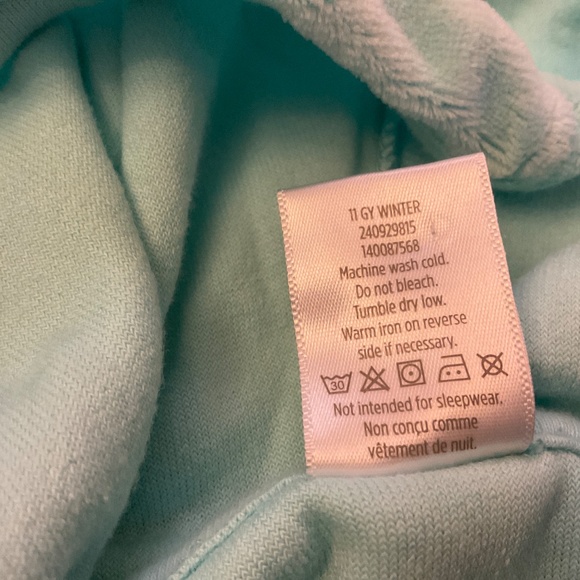 11 GY WINTER
240929815
140087568
Machine wash cold.
Do not bleach.
Tumble dry low.
Warm iron on reverse
side if necessary.
30
Not intended for sleepwear.
Non conçu comme
vêtement de nuit.